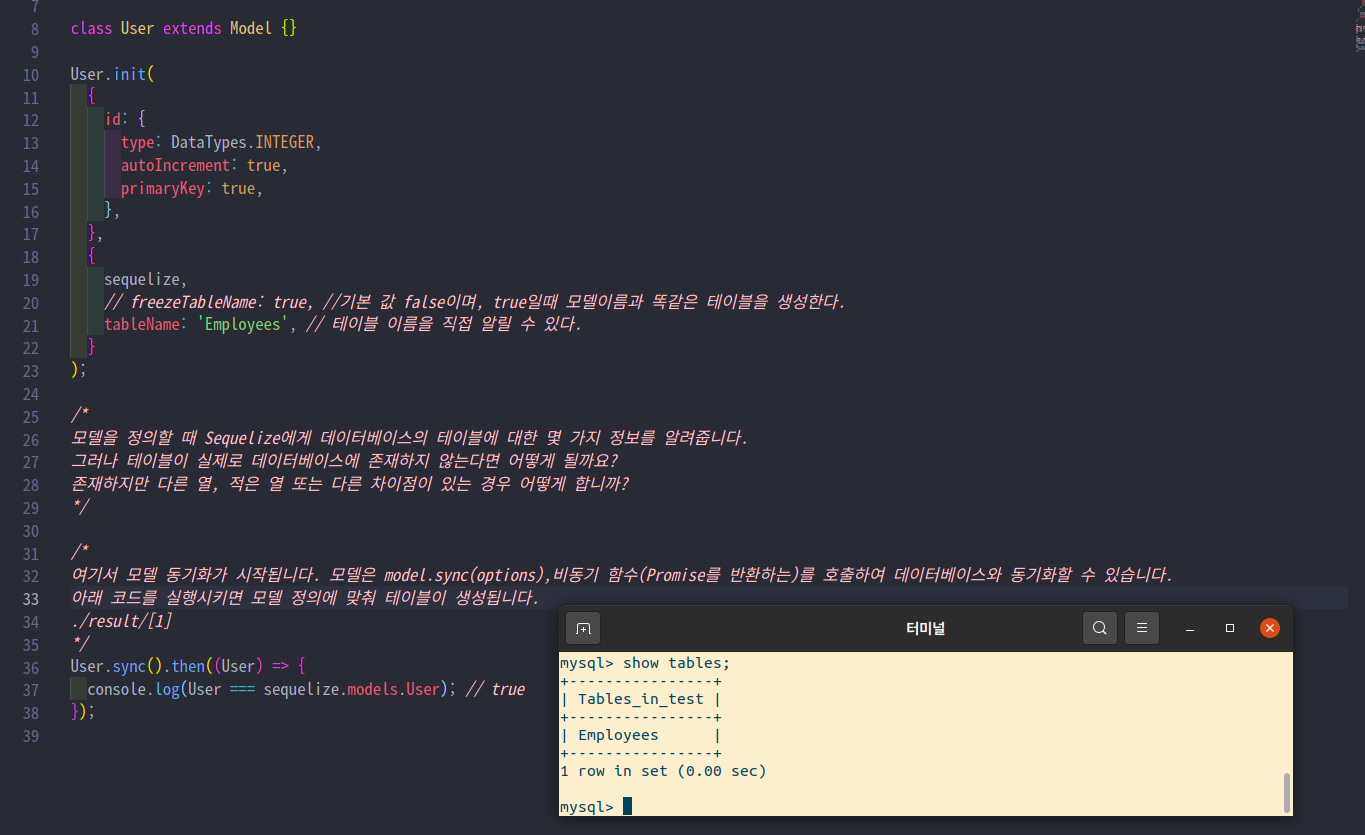 7
8 class User extends Model {}
9
10 User.init(
11 {
12 id: {
13 type: DataTypes.INTEGER,
14 autoIncrement: true,
15 primaryKey: true,
16 },
17 },
18 {
19 sequelize,
20 // freezeTableName: true, //기본 값 false이며, true일때 모델이름과 똑같은 테이블을 생성한다.
21 tableName: 'Employees', // 테이블 이름을 직접 알릴 수 있다.
22 }
23 );
24
25 /*
26 모델을 정의할 때 Sequelize에게 데이터베이스의 테이블에 대한 몇 가지 정보를 알려줍니다.
27 그러나 테이블이 실제로 데이터베이스에 존재하지 않는다면 어떻게 될까요?
28 존재하지만 다른 열, 적은 열 또는 다른 차이점이 있는 경우 어떻게 합니까?
29 */
30
31 /*
32 여기서 모델 동기화가 시작됩니다. 모델은 model.sync(options),비동기 함수(Promise를 반환하는)를 호출하여 데이터베이스와 동기화할 수 있습니다.
33 아래 코드를 실행시키면 모델 정의에 맞춰 테이블이 생성됩니다.
34 ./result/[1]
35 */
36 User.sync().then((User) => {
37 console.log(User === sequelize.models.User); // true
38 });
39
터미널
mysql> show tables;
+----------------+
| Tables_in_test |
+----------------+
| Employees      |
+----------------+
1 row in set (0.00 sec)
mysql>